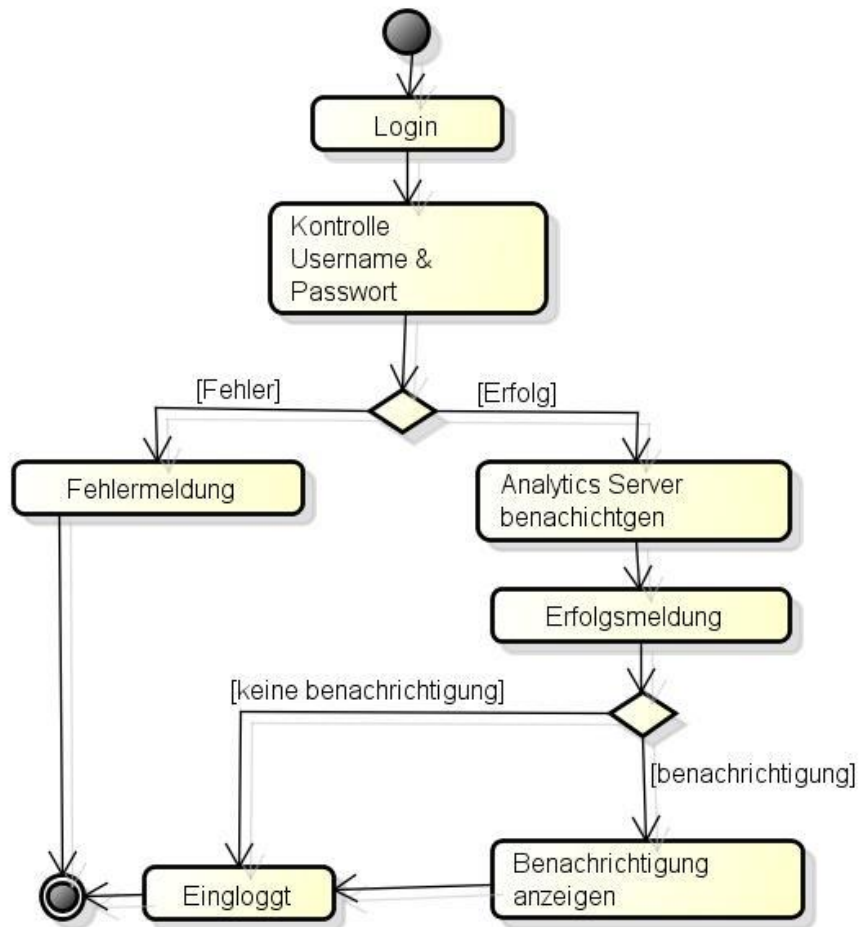 Login
Kontrolle
Username &
Passwort
[Fehler]
[Erfolg]
Fehlermeldung
Analytics Server
benachichtgen
Erfolgsmeldung
[keine benachrichtigung]
[benachrichtigung]
Benachrichtigung
anzeigen
Eingloggt